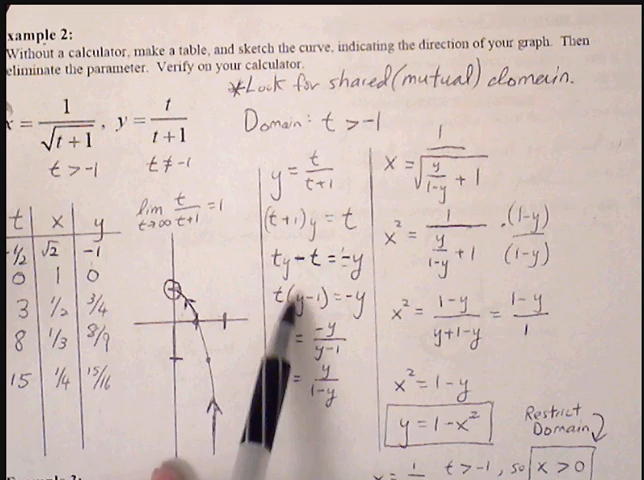 xample 2:
Without a calculator, make a table, and sketch the curve, indicating the direction of your graph. Then
eliminate the parameter. Verify on your calculator.
*Look for shared (mutual) domain.
x = 1/√(t+1), y = t/(t+1)
t > -1 t ≠ -1
Domain: t > -1
lim t→∞ t/(t+1) = 1
t | x | y
-1/2 | √2 | -1
0 | 1 | 0
3 | 1/2 | 3/4
8 | 1/3 | 8/9
15 | 1/4 | 15/16
y = t/(t+1)
(t+1)y = t
ty - t = -y
t(y-1) = -y
= -y/(y-1)
= y/(1-y)
x = 1/√(y/(1-y) + 1)
x² = 1/(y/(1-y) + 1) · (1-y)/(1-y)
x² = (1-y)/(y+1-y) = (1-y)/1
x² = 1-y
y = 1-x²
Restrict
Domain
t > -1, so x > 0